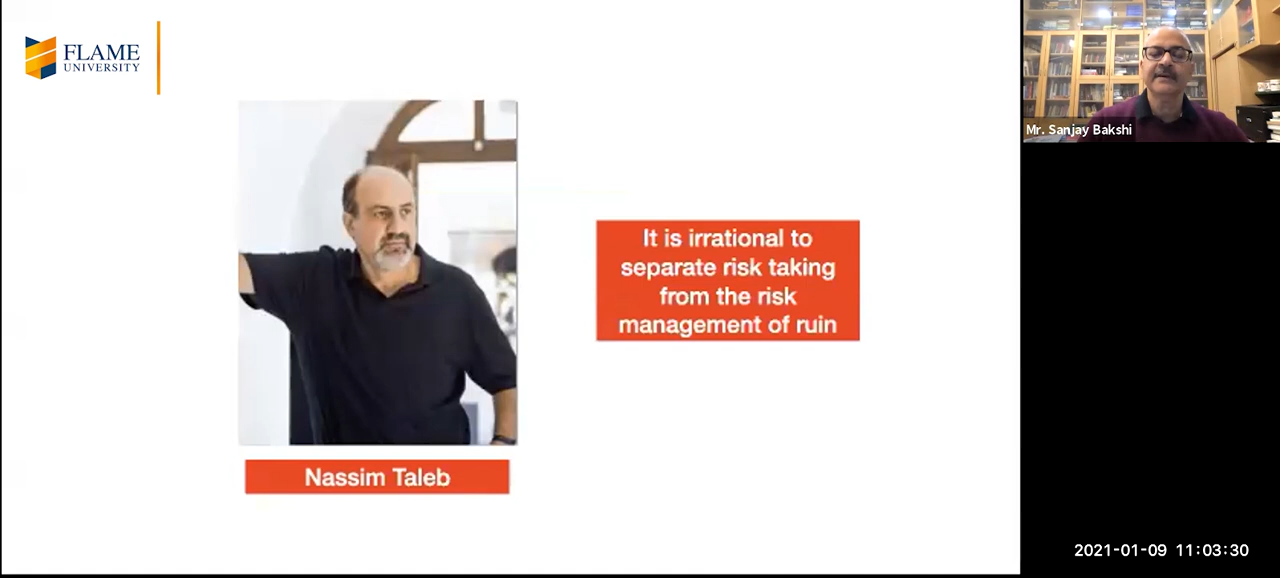 FLAME
UNIVERSITY
It is irrational to
separate risk taking
from the risk
management of ruin
Nassim Taleb
Mr. Sanjay Bakshi
2021-01-09 11:03:30